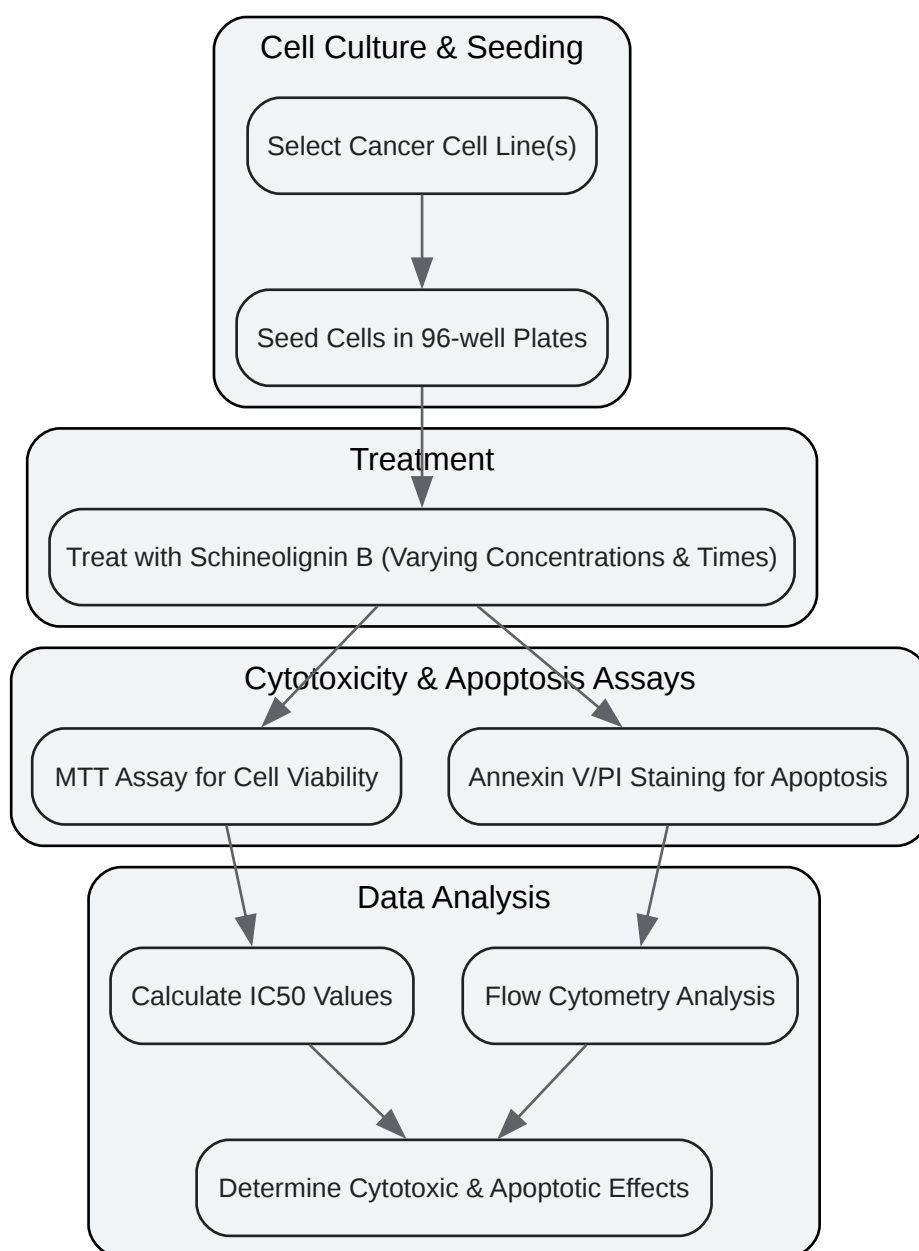 Cell Culture & Seeding
Select Cancer Cell Line(s)
Seed Cells in 96-well Plates
Treatment
Treat with Schineolignin B (Varying Concentrations & Times)
Cytotoxicity & Apoptosis Assays
MTT Assay for Cell Viability
Annexin V/PI Staining for Apoptosis
Data Analysis
Calculate IC50 Values
Flow Cytometry Analysis
Determine Cytotoxic & Apoptotic Effects